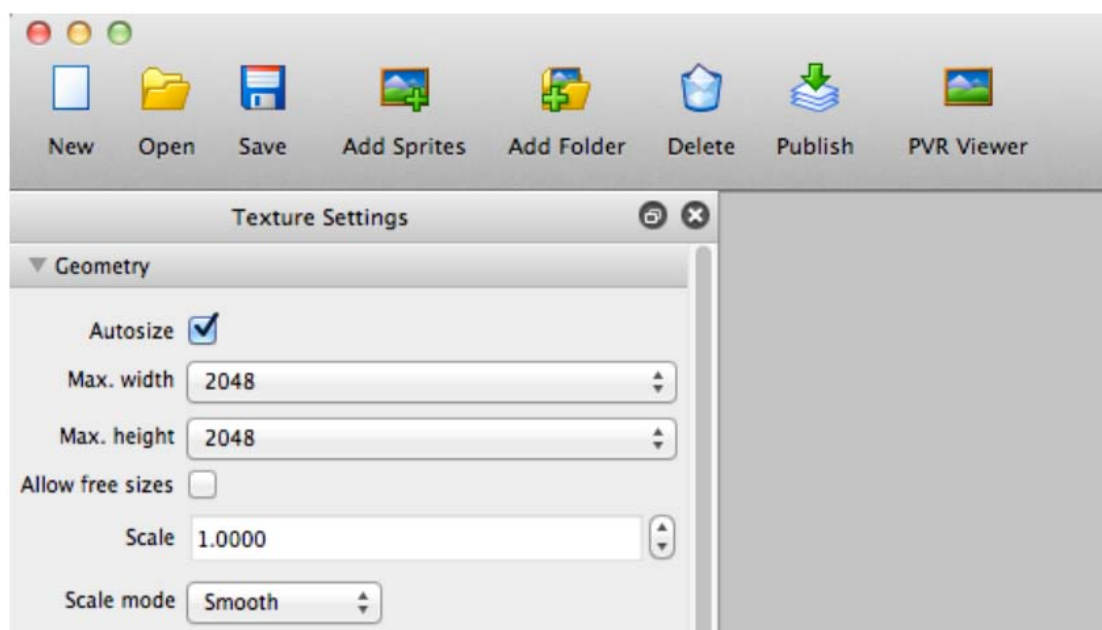 New Open Save Add Sprites Add Folder Delete Publish PVR Viewer
Texture Settings
Geometry
Autosize
Max. width 2048
Max. height 2048
Allow free sizes
Scale 1.0000
Scale mode Smooth